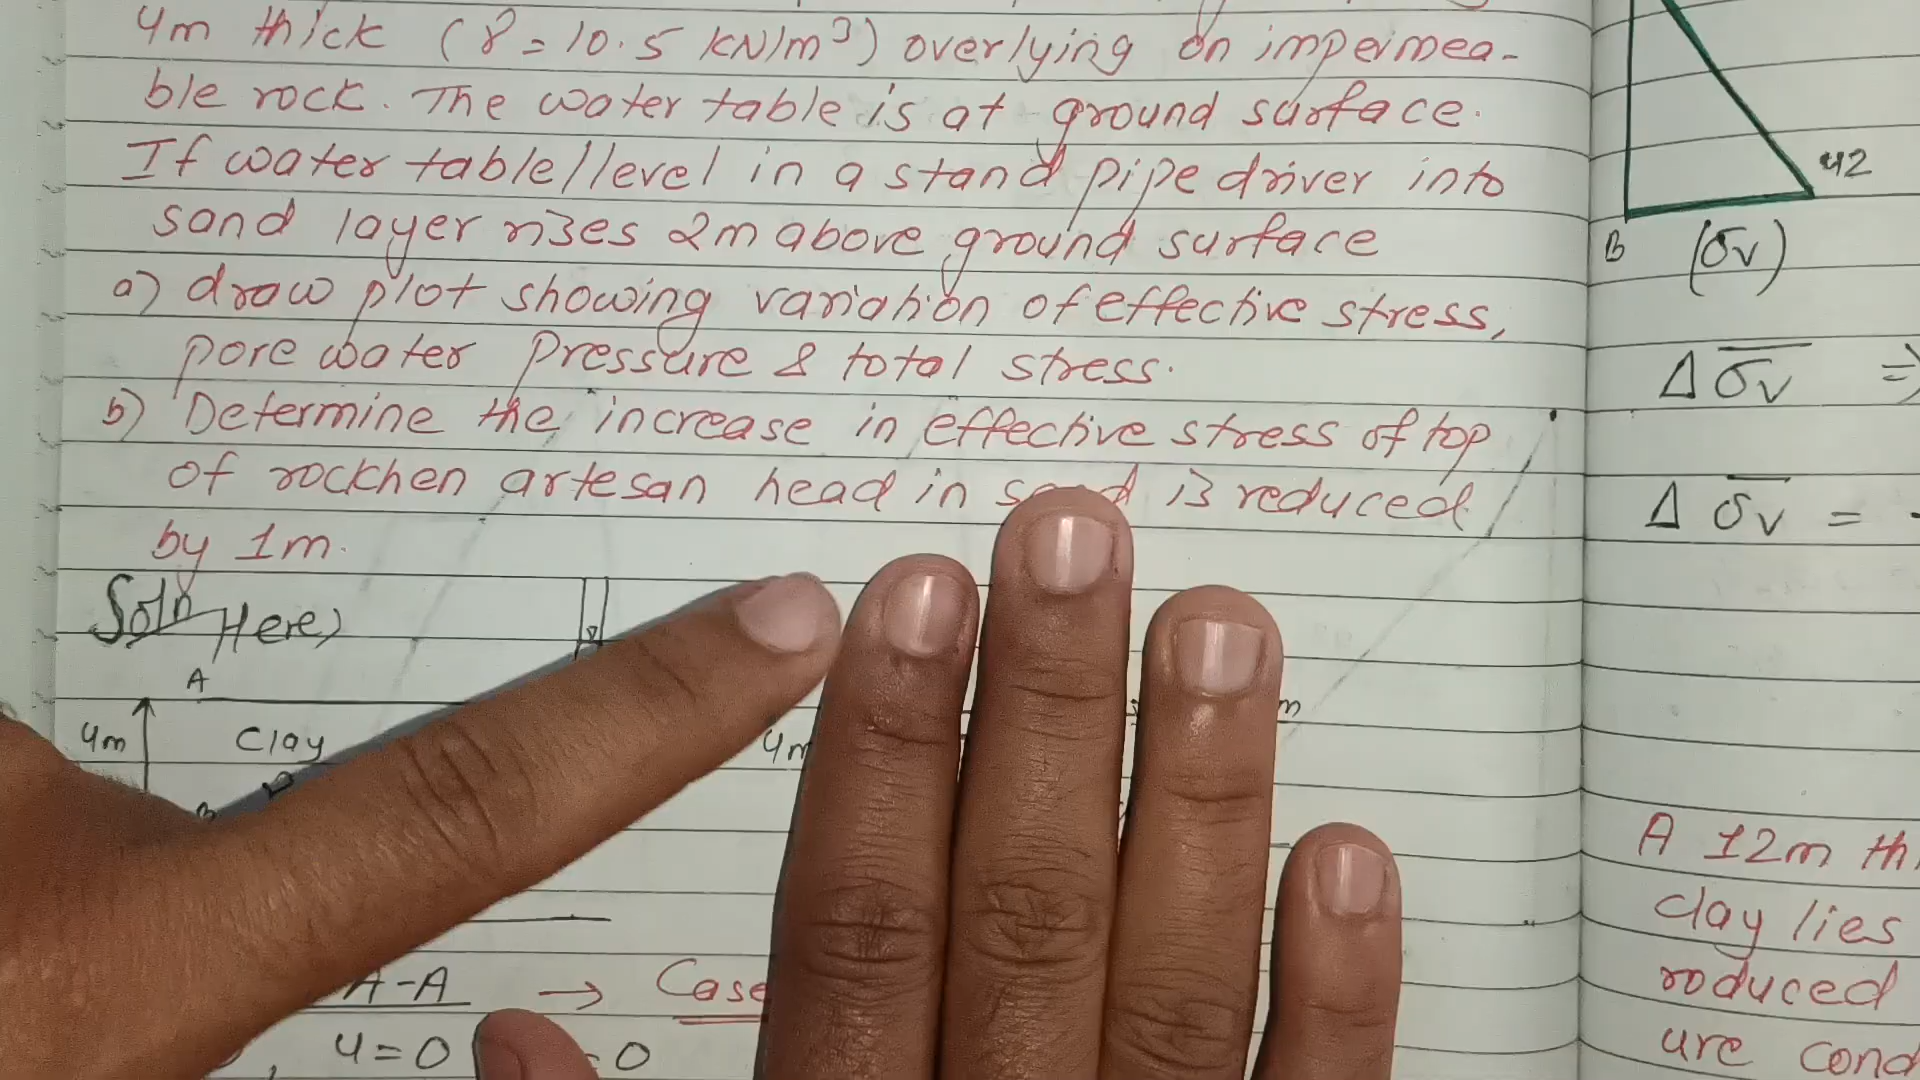 4m thick (γ = 10.5 KN/m³) overlying on impermea-
ble rock. The water table is at ground surface.
If water table/level in a stand pipe driver into
sand layer rises 2m above ground surface
a) draw plot showing variation of effective stress,
pore water pressure & total stress.
b) Determine the increase in effective stress of top
of rockhen artesan head in sand is reduced
by 1m.
Soln Here,
A
4m
Clay
B
4m
m
A-A → Case
u=0
=0
42
B (σv)
Δσv =>
Δσv =
A 12m th
clay lies
roduced
ure cond